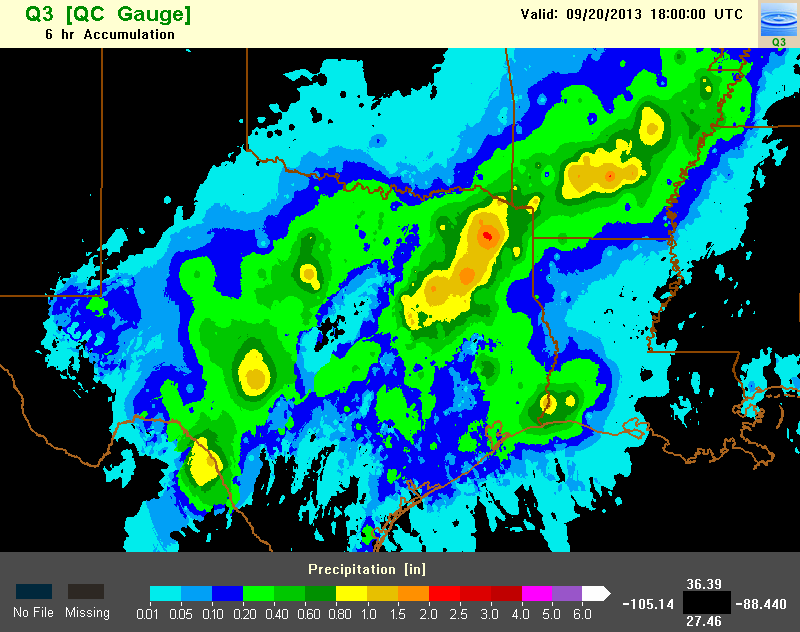 Q3 [QC Gauge]
6 hr Accumulation
Valid: 09/20/2013 18:00:00 UTC
Q3
Precipitation [in]
No File
Missing
0.01 0.05 0.10 0.20 0.40 0.60 0.80 1.0 1.5 2.0 2.5 3.0 4.0 5.0 6.0
36.39
-105.14
-88.440
27.46